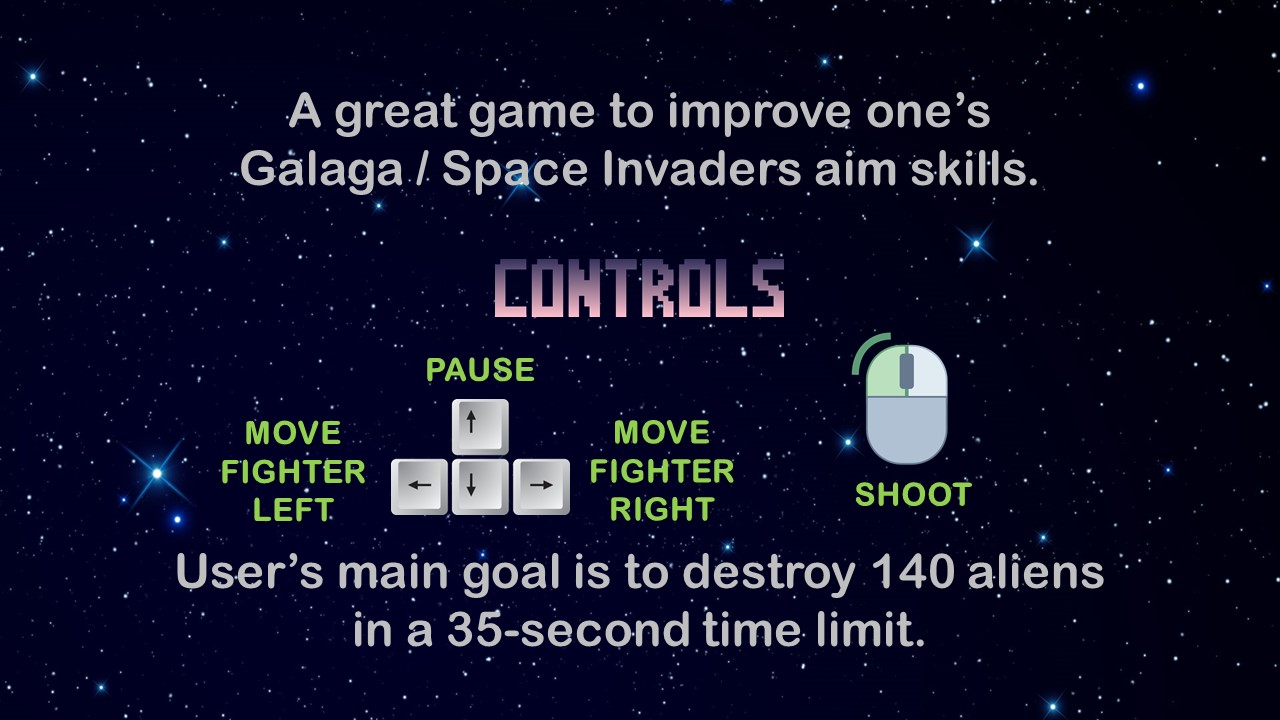 A great game to improve one’s
Galaga / Space Invaders aim skills.
CONTROLS
PAUSE
MOVE
FIGHTER
LEFT
↑
← ↓ →
MOVE
FIGHTER
RIGHT
SHOOT
User’s main goal is to destroy 140 aliens
in a 35-second time limit.